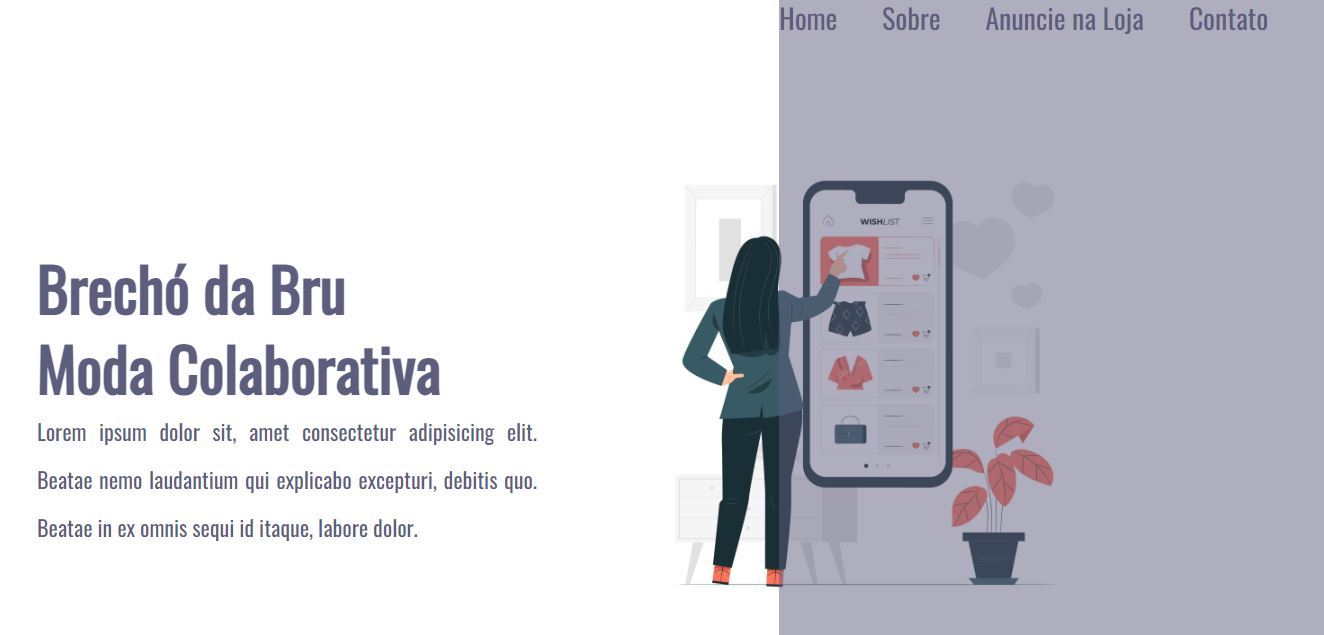 Home Sobre Anuncie na Loja Contato
WISHLIST
Brechó da Bru
Moda Colaborativa
Lorem ipsum dolor sit, amet consectetur adipisicing elit.
Beatae nemo laudantium qui explicabo excepturi, debitis quo.
Beatae in ex omnis sequi id itaque, labore dolor.